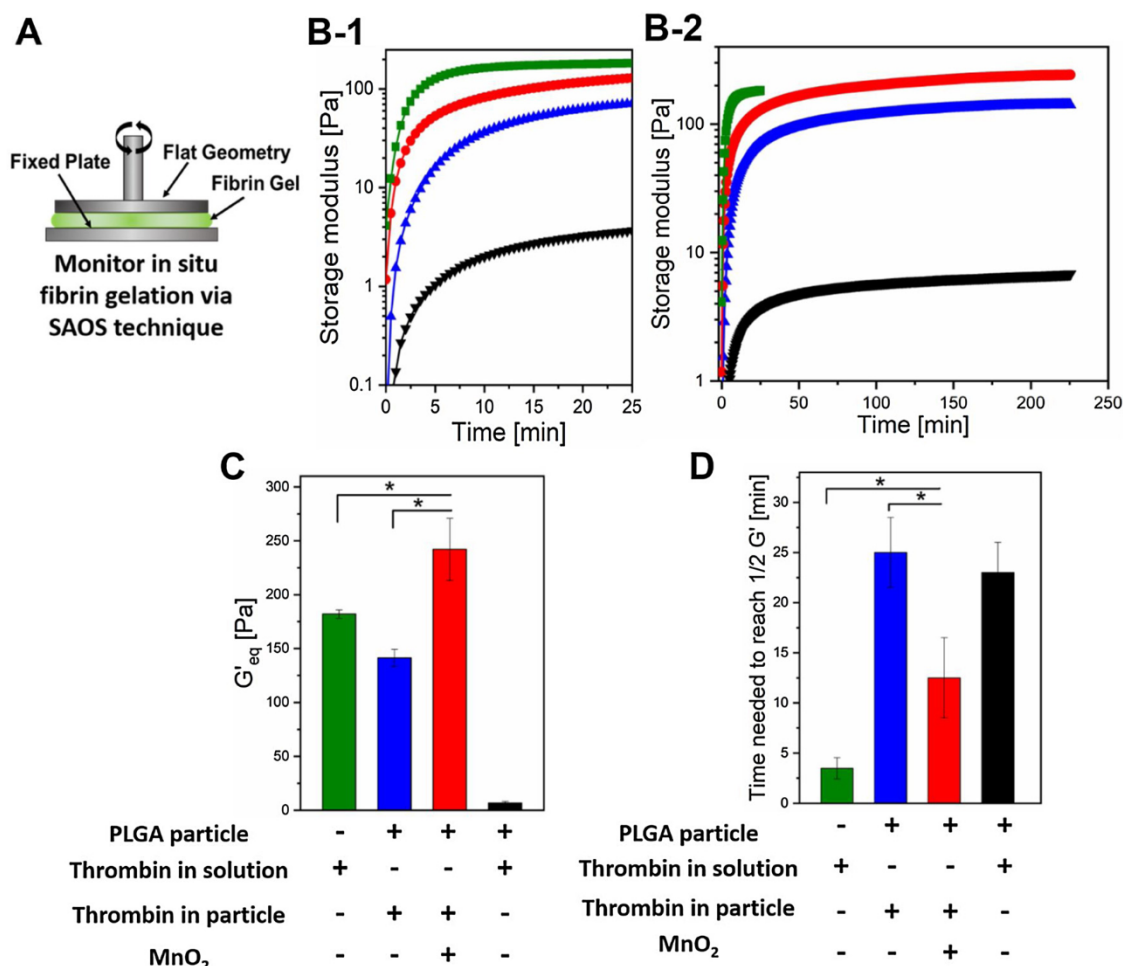 A
Fixed Plate
Flat Geometry
Fibrin Gel
Monitor in situ
fibrin gelation via
SAOS technique
B-1
Storage modulus [Pa]
100
10
1
0.1
0 5 10 15 20 25
Time [min]
B-2
Storage modulus [Pa]
100
10
1
0 50 100 150 200 250
Time [min]
C
G'eq [Pa]
300
250
200
150
100
50
0
*
*
PLGA particle - + + +
Thrombin in solution + - - +
Thrombin in particle - + + -
MnO₂ - - + -
D
Time needed to reach 1/2 G' [min]
30
25
20
15
10
5
0
*
*
PLGA particle - + + +
Thrombin in solution + - - +
Thrombin in particle - + + -
MnO₂ - - + -